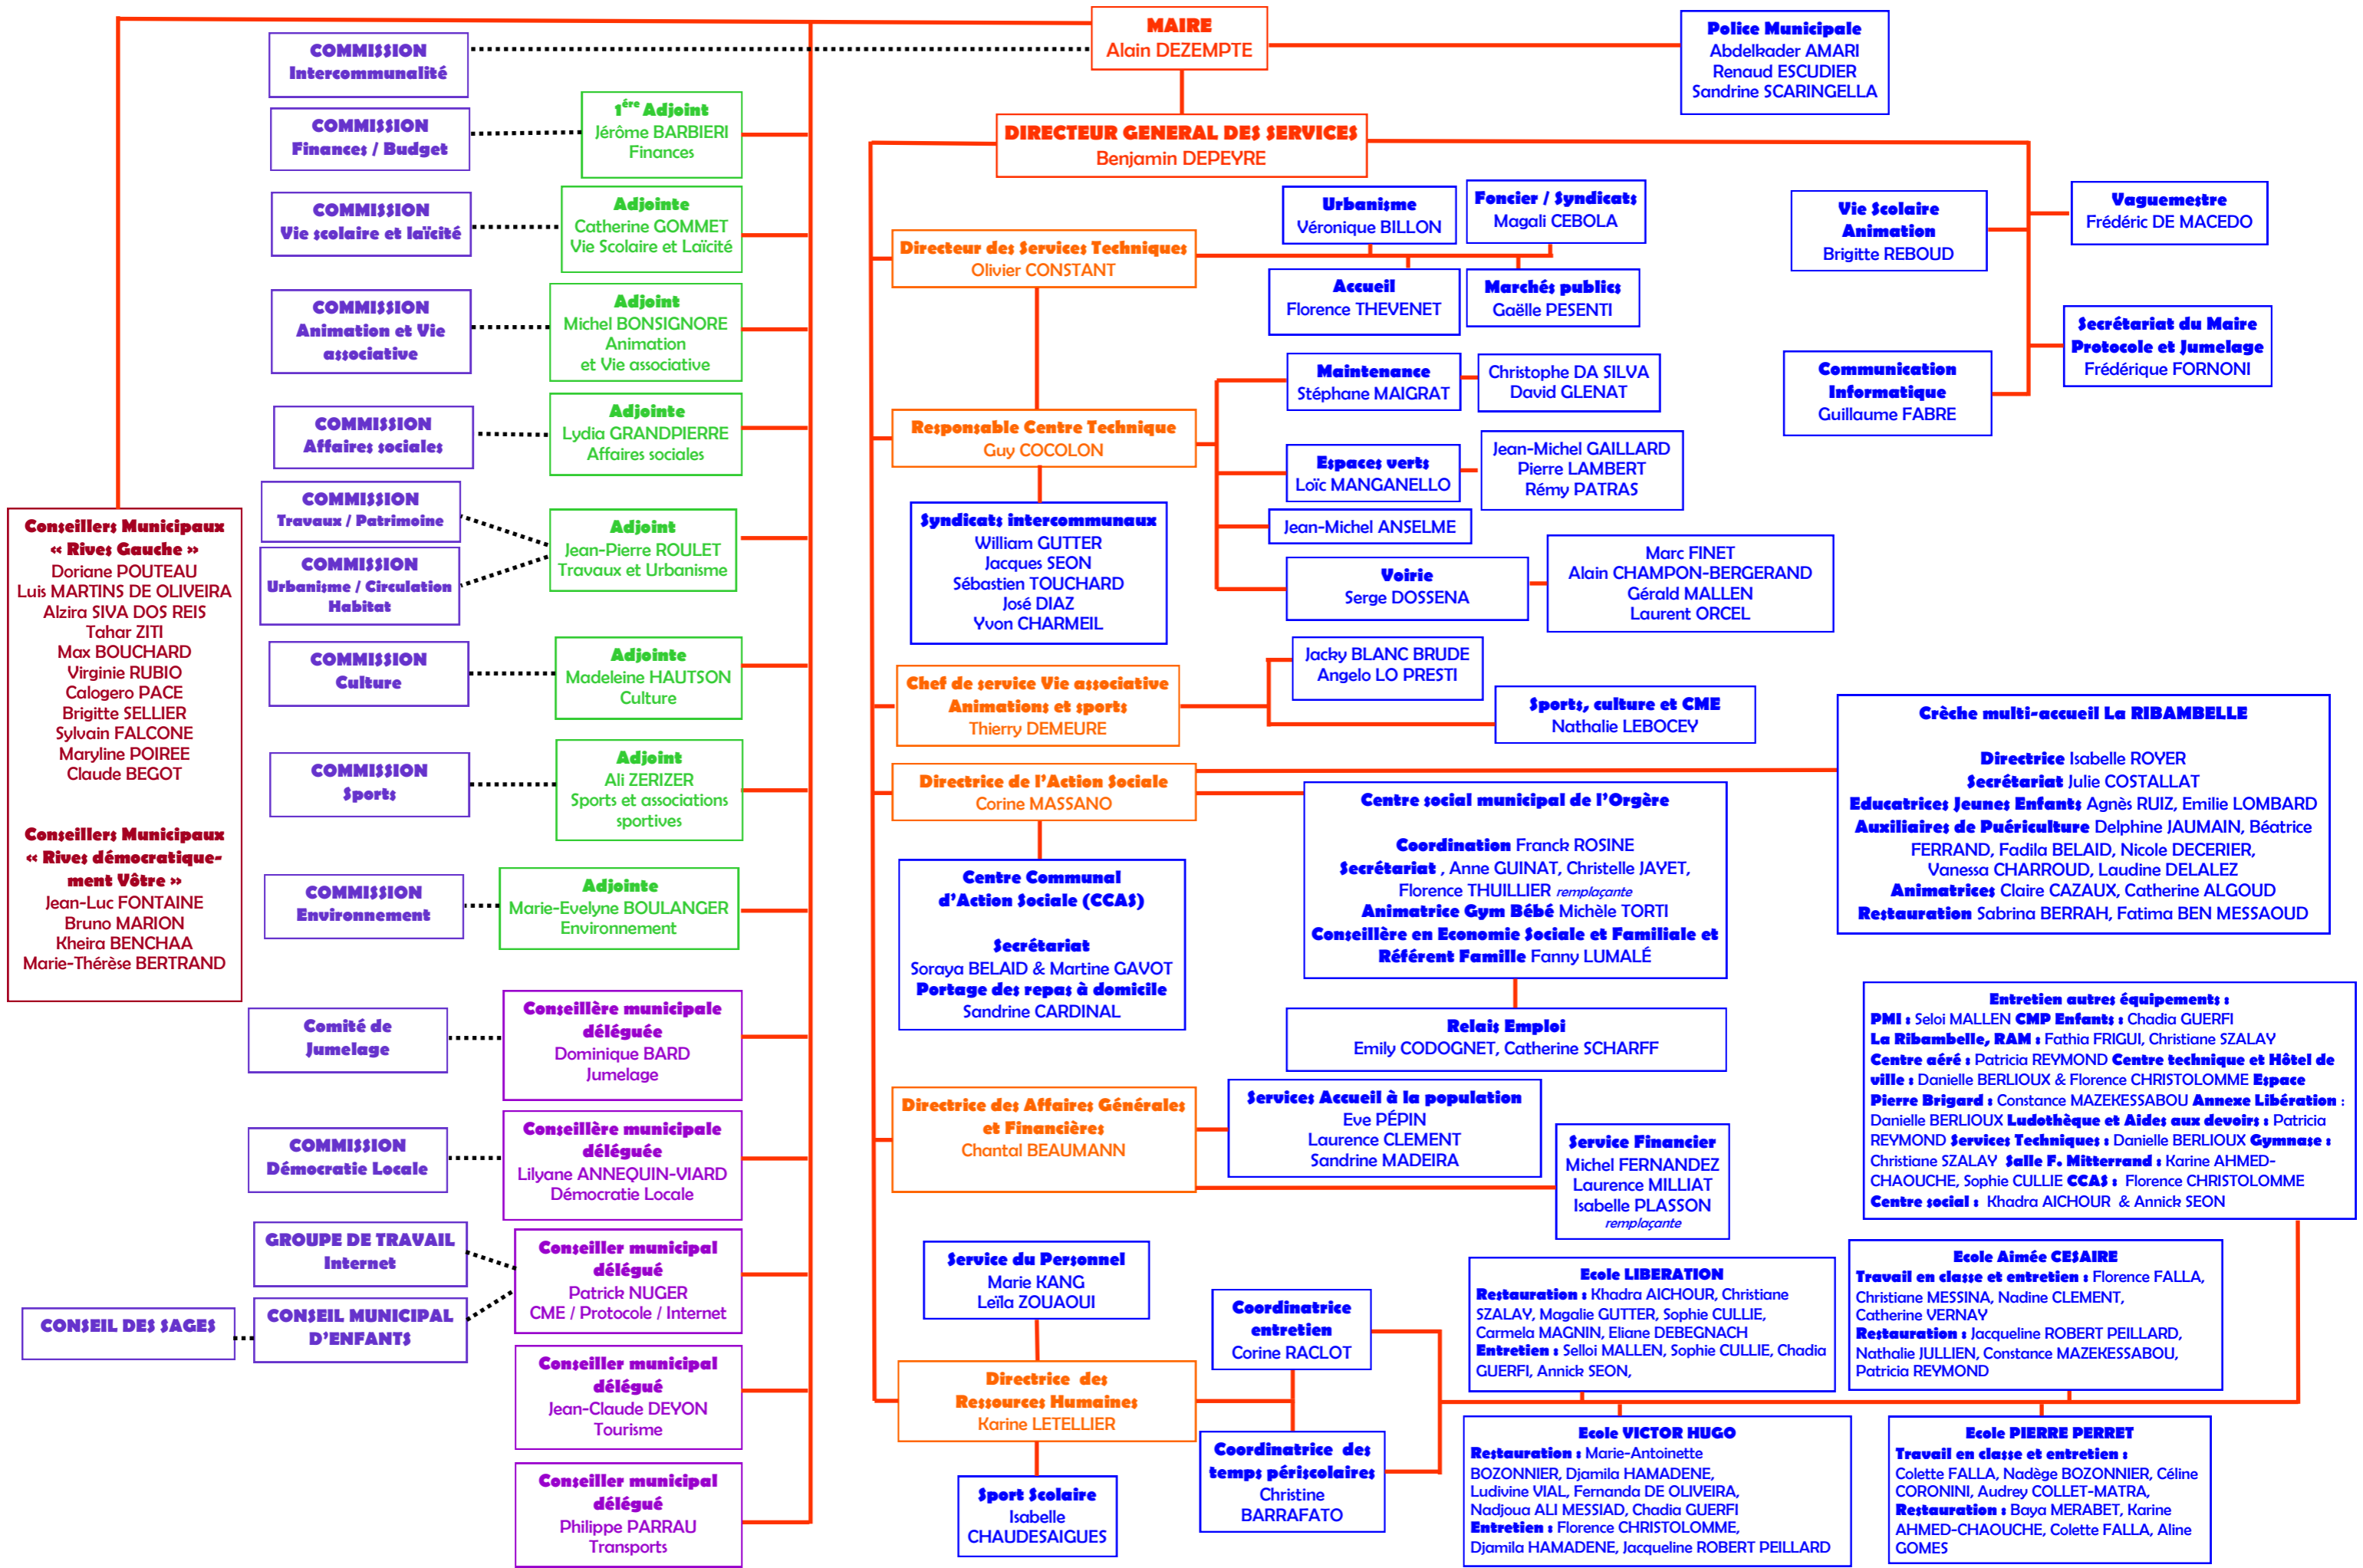 MAIRE
Alain DEZEMPTE
Police Municipale
Abdelkader AMARI
Renaud ESCUDIER
Sandrine SCARINGELLA
DIRECTEUR GENERAL DES SERVICES
Benjamin DEPEYRE
COMMISSION
Intercommunalité
COMMISSION
Finances / Budget
1ére Adjoint
Jérôme BARBIERI
Finances
COMMISSION
Vie scolaire et laïcité
Adjointe
Catherine GOMMET
Vie Scolaire et Laïcité
COMMISSION
Animation et Vie
associative
Adjoint
Michel BONSIGNORE
Animation
et Vie associative
COMMISSION
Affaires sociales
Adjointe
Lydia GRANDPIERRE
Affaires sociales
COMMISSION
Travaux / Patrimoine
COMMISSION
Urbanisme / Circulation
Habitat
Adjoint
Jean-Pierre ROULET
Travaux et Urbanisme
COMMISSION
Culture
Adjointe
Madeleine HAUTSON
Culture
COMMISSION
Sports
Adjoint
Ali ZERIZER
Sports et associations
sportives
COMMISSION
Environnement
Adjointe
Marie-Evelyne BOULANGER
Environnement
Comité de
Jumelage
Conseillère municipale
déléguée
Dominique BARD
Jumelage
COMMISSION
Démocratie Locale
Conseillère municipale
déléguée
Lilyane ANNEQUIN-VIARD
Démocratie Locale
GROUPE DE TRAVAIL
Internet
CONSEIL DES SAGES
CONSEIL MUNICIPAL
D'ENFANTS
Conseiller municipal
délégué
Patrick NUGER
CME / Protocole / Internet
Conseiller municipal
délégué
Jean-Claude DEYON
Tourisme
Conseiller municipal
délégué
Philippe PARRAU
Transports
Conseillers Municipaux
« Rives Gauche »
Doriane POUTEAU
Luis MARTINS DE OLIVEIRA
Alzira SIVA DOS REIS
Tahar ZITI
Max BOUCHARD
Virginie RUBIO
Calogero PACE
Brigitte SELLIER
Sylvain FALCONE
Maryline POIREE
Claude BEGOT
Conseillers Municipaux
« Rives démocratique-
ment Vôtre »
Jean-Luc FONTAINE
Bruno MARION
Kheira BENCHAA
Marie-Thérèse BERTRAND
Directeur des Services Techniques
Olivier CONSTANT
Urbanisme
Véronique BILLON
Foncier / Syndicats
Magali CEBOLA
Accueil
Florence THEVENET
Marchés publics
Gaëlle PESENTI
Vie Scolaire
Animation
Brigitte REBOUD
Vaguemestre
Frédéric DE MACEDO
Secrétariat du Maire
Protocole et Jumelage
Frédérique FORNONI
Communication
Informatique
Guillaume FABRE
Responsable Centre Technique
Guy COCOLON
Maintenance
Stéphane MAIGRAT
Christophe DA SILVA
David GLENAT
Espaces verts
Loïc MANGANELLO
Jean-Michel GAILLARD
Pierre LAMBERT
Rémy PATRAS
Jean-Michel ANSELME
Voirie
Serge DOSSENA
Marc FINET
Alain CHAMPON-BERGERAND
Gérald MALLEN
Laurent ORCEL
Syndicats intercommunaux
William GUTTER
Jacques SEON
Sébastien TOUCHARD
José DIAZ
Yvon CHARMEIL
Chef de service Vie associative
Animations et sports
Thierry DEMEURE
Jacky BLANC BRUDE
Angelo LO PRESTI
Sports, culture et CME
Nathalie LEBOCEY
Directrice de l'Action Sociale
Corine MASSANO
Crèche multi-accueil La RIBAMBELLE
Directrice Isabelle ROYER
Secrétariat Julie COSTALLAT
Educatrices Jeunes Enfants Agnès RUIZ, Emilie LOMBARD
Auxiliaires de Puériculture Delphine JAUMAIN, Béatrice
FERRAND, Fadila BELAID, Nicole DECERIER,
Vanessa CHARROUD, Laudine DELALEZ
Animatrices Claire CAZAUX, Catherine ALGOUD
Restauration Sabrina BERRAH, Fatima BEN MESSAOUD
Centre social municipal de l'Orgère
Coordination Franck ROSINE
Secrétariat , Anne GUINAT, Christelle JAYET,
Florence THUILLIER remplaçante
Animatrice Gym Bébé Michèle TORTI
Conseillère en Economie Sociale et Familiale et
Référent Famille Fanny LUMALÉ
Centre Communal
d'Action Sociale (CCAS)
Secrétariat
Soraya BELAID & Martine GAVOT
Portage des repas à domicile
Sandrine CARDINAL
Relais Emploi
Emily CODOGNET, Catherine SCHARFF
Directrice des Affaires Générales
et Financières
Chantal BEAUMANN
Services Accueil à la population
Eve PÉPIN
Laurence CLEMENT
Sandrine MADEIRA
Service Financier
Michel FERNANDEZ
Laurence MILLIAT
Isabelle PLASSON
remplaçante
Entretien autres équipements :
PMI : Seloi MALLEN CMP Enfants : Chadia GUERFI
La Ribambelle, RAM : Fathia FRIGUI, Christiane SZALAY
Centre aéré : Patricia REYMOND Centre technique et Hôtel de
ville : Danielle BERLIOUX & Florence CHRISTOLOMME Espace
Pierre Brigard : Constance MAZEKESSABOU Annexe Libération :
Danielle BERLIOUX Ludothèque et Aides aux devoirs : Patricia
REYMOND Services Techniques : Danielle BERLIOUX Gymnase :
Christiane SZALAY Salle F. Mitterrand : Karine AHMED-
CHAOUCHE, Sophie CULLIE CCAS : Florence CHRISTOLOMME
Centre social : Khadra AICHOUR & Annick SEON
Service du Personnel
Marie KANG
Leïla ZOUAOUI
Directrice des
Ressources Humaines
Karine LETELLIER
Sport Scolaire
Isabelle
CHAUDESAIGUES
Coordinatrice
entretien
Corine RACLOT
Coordinatrice des
temps périscolaires
Christine
BARRAFATO
Ecole LIBERATION
Restauration : Khadra AICHOUR, Christiane
SZALAY, Magalie GUTTER, Sophie CULLIE,
Carmela MAGNIN, Eliane DEBEGNACH
Entretien : Selloi MALLEN, Sophie CULLIE, Chadia
GUERFI, Annick SEON,
Ecole Aimée CESAIRE
Travail en classe et entretien : Florence FALLA,
Christiane MESSINA, Nadine CLEMENT,
Catherine VERNAY
Restauration : Jacqueline ROBERT PEILLARD,
Nathalie JULLIEN, Constance MAZEKESSABOU,
Patricia REYMOND
Ecole VICTOR HUGO
Restauration : Marie-Antoinette
BOZONNIER, Djamila HAMADENE,
Ludivine VIAL, Fernanda DE OLIVEIRA,
Nadjoua ALI MESSIAD, Chadia GUERFI
Entretien : Florence CHRISTOLOMME,
Djamila HAMADENE, Jacqueline ROBERT PEILLARD
Ecole PIERRE PERRET
Travail en classe et entretien :
Colette FALLA, Nadège BOZONNIER, Céline
CORONINI, Audrey COLLET-MATRA,
Restauration : Baya MERABET, Karine
AHMED-CHAOUCHE, Colette FALLA, Aline
GOMES